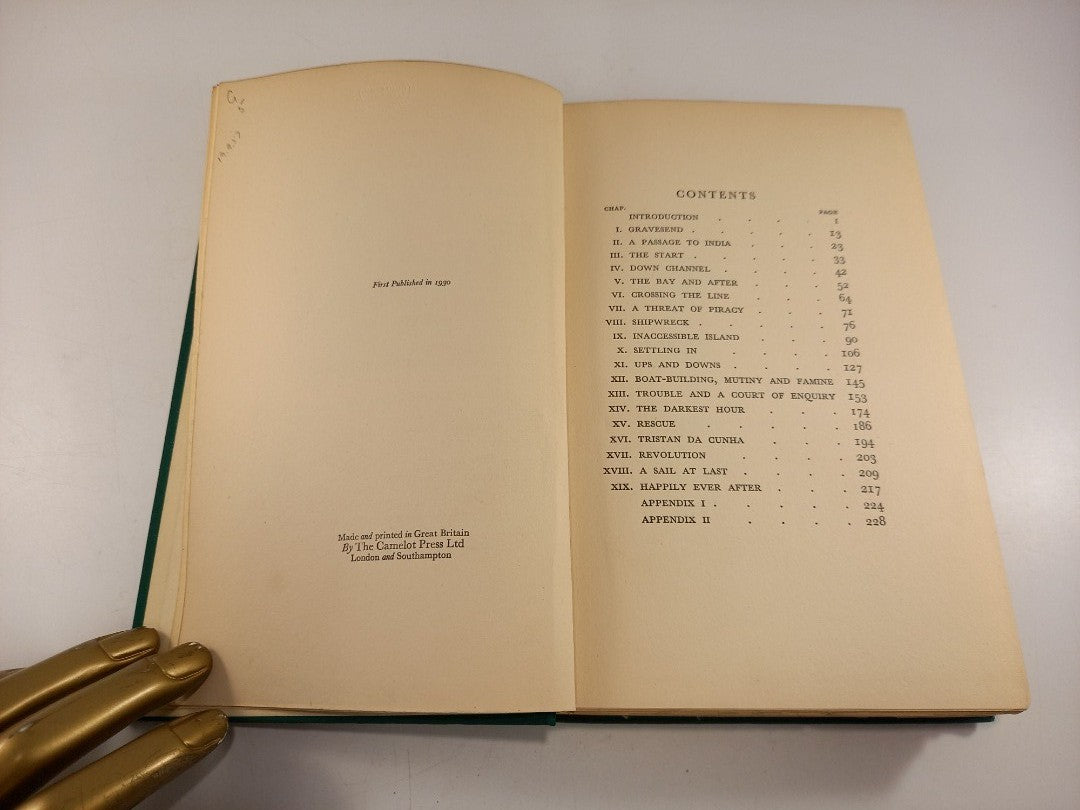 First Published in 1930
Made and printed in Great Britain
By The Camelot Press Ltd
London and Southampton
CONTENTS
CHAP. PAGE
INTRODUCTION . . . . 1
I. GRAVESEND . . . . . 13
II. A PASSAGE TO INDIA . . . 23
III. THE START . . . . . 33
IV. DOWN CHANNEL . . . . 42
V. THE BAY AND AFTER . . . 52
VI. CROSSING THE LINE . . . 64
VII. A THREAT OF PIRACY . . . 71
VIII. SHIPWRECK . . . . . 76
IX. INACCESSIBLE ISLAND . . . 90
X. SETTLING IN . . . . 106
XI. UPS AND DOWNS . . . . 127
XII. BOAT-BUILDING, MUTINY AND FAMINE 145
XIII. TROUBLE AND A COURT OF ENQUIRY 153
XIV. THE DARKEST HOUR . . . 174
XV. RESCUE . . . . . 186
XVI. TRISTAN DA CUNHA . . . 194
XVII. REVOLUTION . . . . 203
XVIII. A SAIL AT LAST . . . . 209
XIX. HAPPILY EVER AFTER . . . 217
APPENDIX I . . . . . 224
APPENDIX II . . . . 228